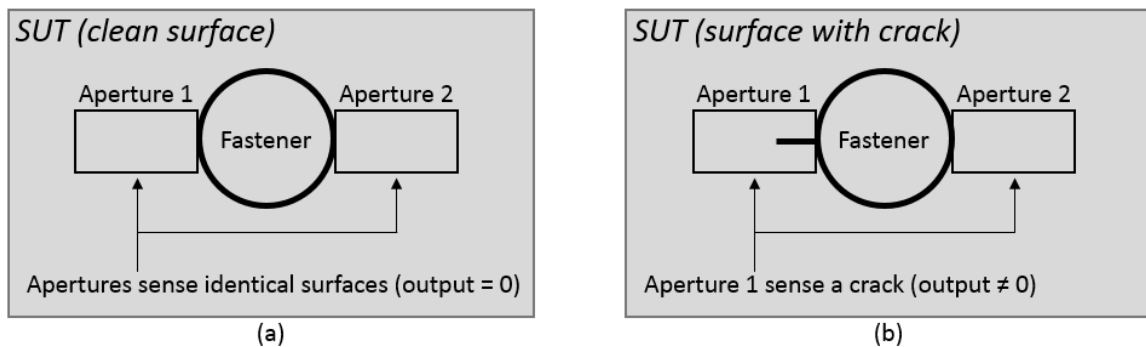 SUT (clean surface)
Aperture 1
Aperture 2
Fastener
Apertures sense identical surfaces (output = 0)
(a)
SUT (surface with crack)
Aperture 1
Aperture 2
Fastener
Aperture 1 sense a crack (output ≠ 0)
(b)